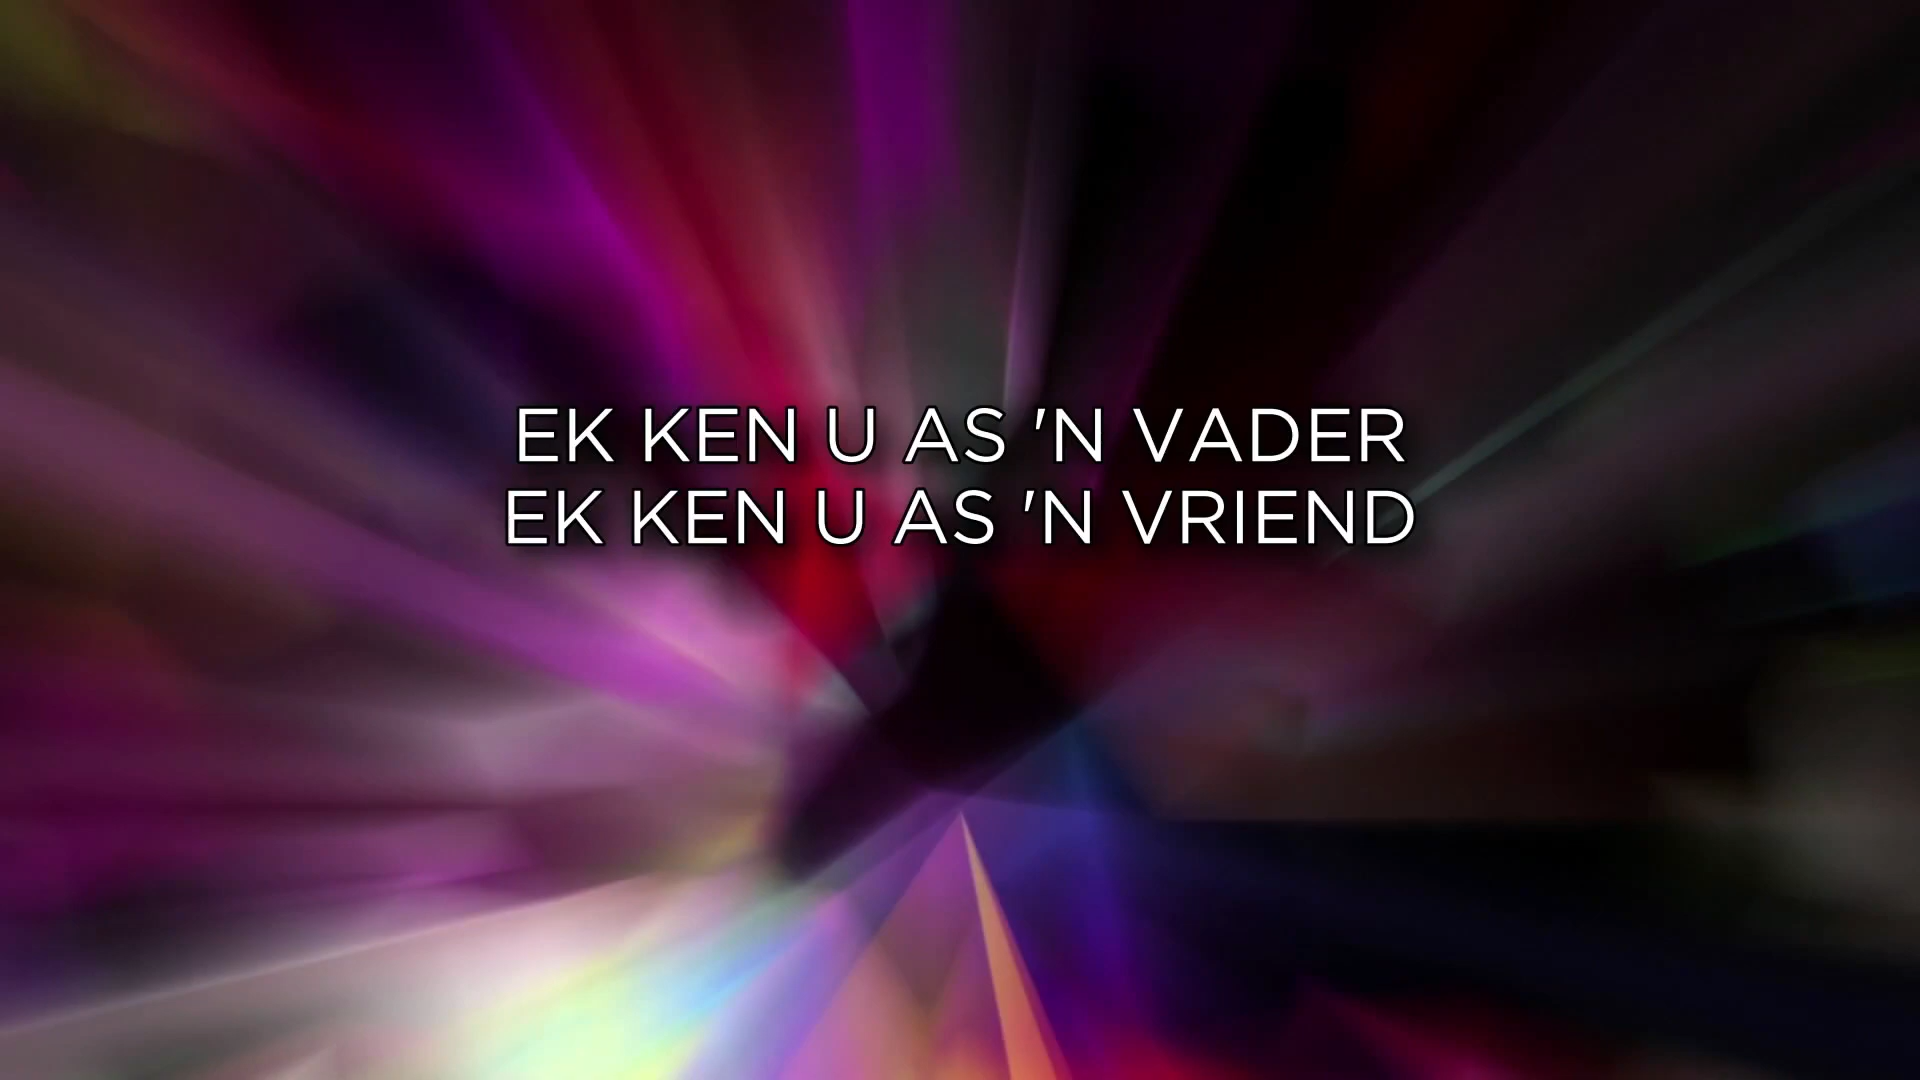 EK KEN U AS 'N VADER
EK KEN U AS 'N VRIEND